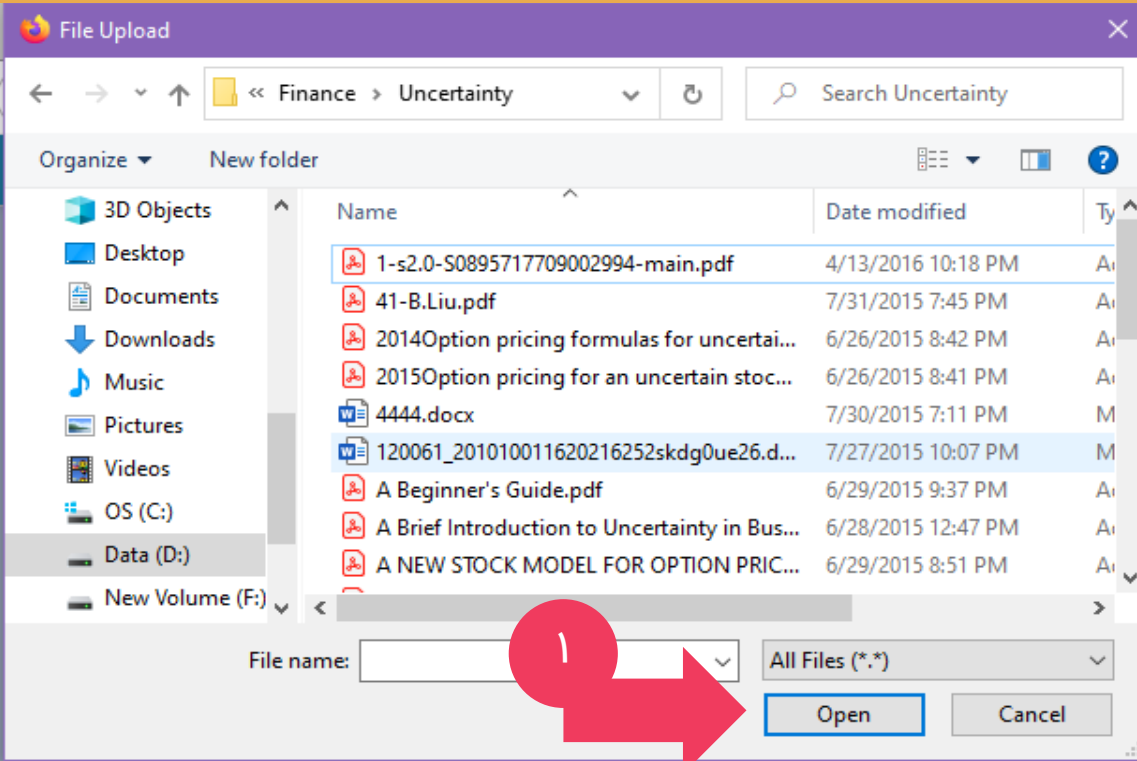 File Upload
« Finance > Uncertainty
Search Uncertainty
Organize
New folder
?
3D Objects
Desktop
Documents
Downloads
Music
Pictures
Videos
OS (C:)
Data (D:)
New Volume (F:)
Name Date modified Ty
1-s2.0-S0895717709002994-main.pdf 4/13/2016 10:18 PM
41-B.Liu.pdf 7/31/2015 7:45 PM
2014Option pricing formulas for uncertai... 6/26/2015 8:42 PM
2015Option pricing for an uncertain stoc... 6/26/2015 8:41 PM
4444.docx 7/30/2015 7:11 PM M
120061_201010011620216252skdg0ue26.d... 7/27/2015 10:07 PM M
A Beginner's Guide.pdf 6/29/2015 9:37 PM
A Brief Introduction to Uncertainty in Bus... 6/28/2015 12:47 PM
A NEW STOCK MODEL FOR OPTION PRIC... 6/29/2015 8:51 PM
File name:
All Files (*.*)
۱
Open
Cancel